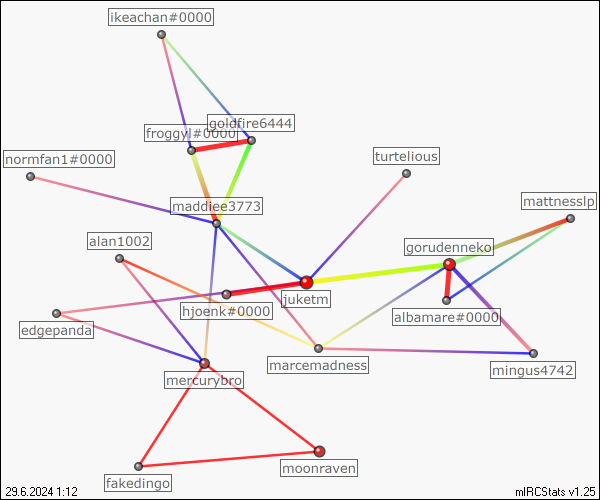 ikeachan#0000
goldfire6444
froggyl#0000
normfan1#0000
turtelious
maddiee3773
mattnesslp
alan1002
gorudenneko
juketm
hjoenk#0000
albamare#0000
edgepanda
marcemadness
mingus4742
mercurybro
moonraven
fakedingo
29.6.2024 1:12
mIRCStats v1.25